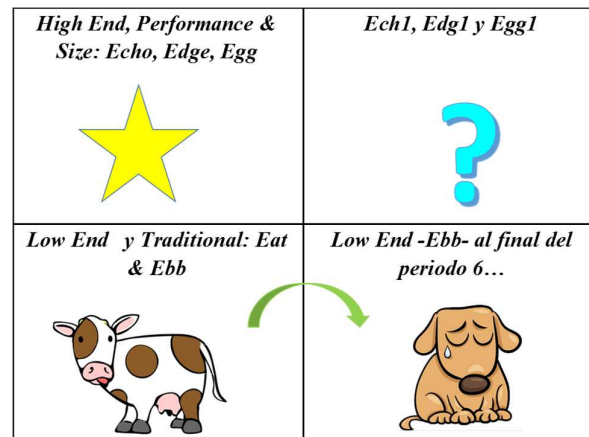 High End, Performance &
Size: Echo, Edge, Egg
Ech1, Edg1 y Egg1
?
Low End y Traditional: Eat
& Ebb
Low End -Ebb- al final del
periodo 6…